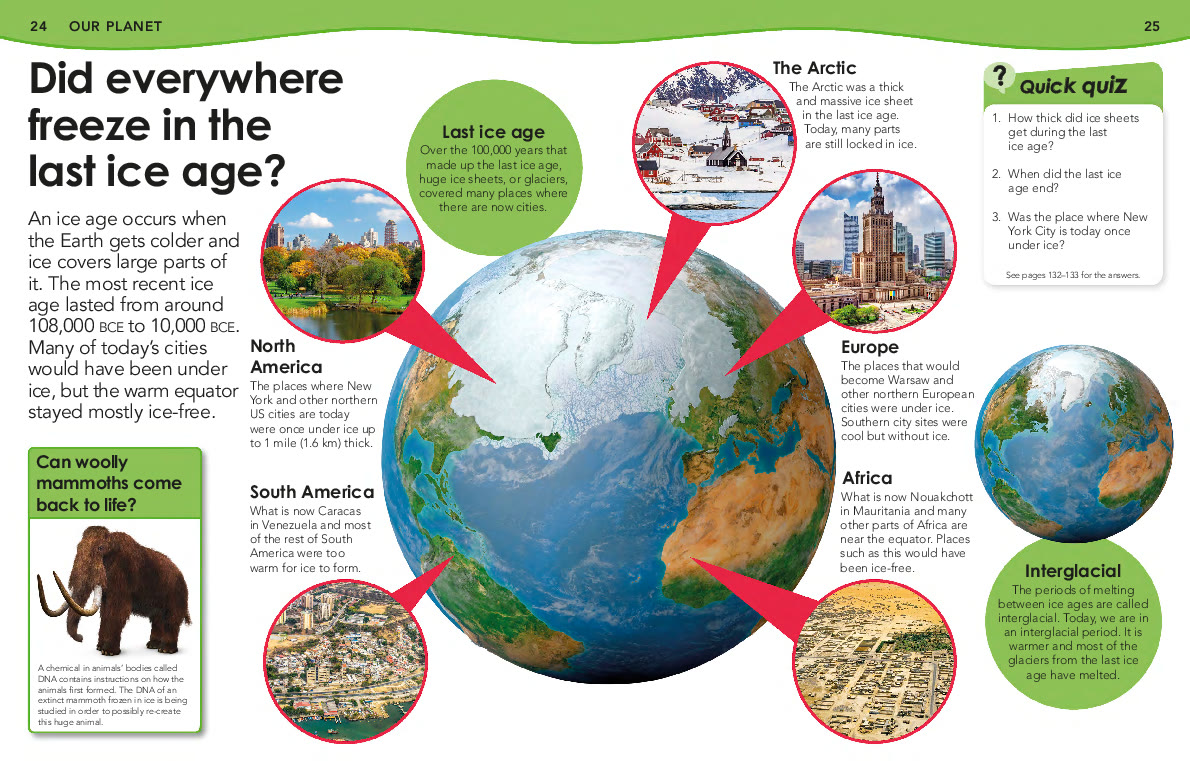 24 OUR PLANET
25
Did everywhere
freeze in the
last ice age?
An ice age occurs when
the Earth gets colder and
ice covers large parts of
it. The most recent ice
age lasted from around
108,000 BCE to 10,000 BCE.
Many of today's cities
would have been under
ice, but the warm equator
stayed mostly ice-free.
Can woolly
mammoths come
back to life?
A chemical in animals' bodies called
DNA contains instructions on how the
animals first formed. The DNA of an
extinct mammoth frozen in ice is being
studied in order to possibly re-create
this huge animal.
Last ice age
Over the 100,000 years that
made up the last ice age,
huge ice sheets, or glaciers,
covered many places where
there are now cities.
North
America
The places where New
York and other northern
US cities are today
were once under ice up
to 1 mile (1.6 km) thick.
South America
What is now Caracas
in Venezuela and most
of the rest of South
America were too
warm for ice to form.
The Arctic
The Arctic was a thick
and massive ice sheet
in the last ice age.
Today, many parts
are still locked in ice.
Europe
The places that would
become Warsaw and
other northern European
cities were under ice.
Southern city sites were
cool but without ice.
Africa
What is now Nouakchott
in Mauritania and many
other parts of Africa are
near the equator. Places
such as this would have
been ice-free.
? Quick quiz
1. How thick did ice sheets
get during the last
ice age?
2. When did the last ice
age end?
3. Was the place where New
York City is today once
under ice?
See pages 132–133 for the answers.
Interglacial
The periods of melting
between ice ages are called
interglacial. Today, we are in
an interglacial period. It is
warmer and most of the
glaciers from the last ice
age have melted.